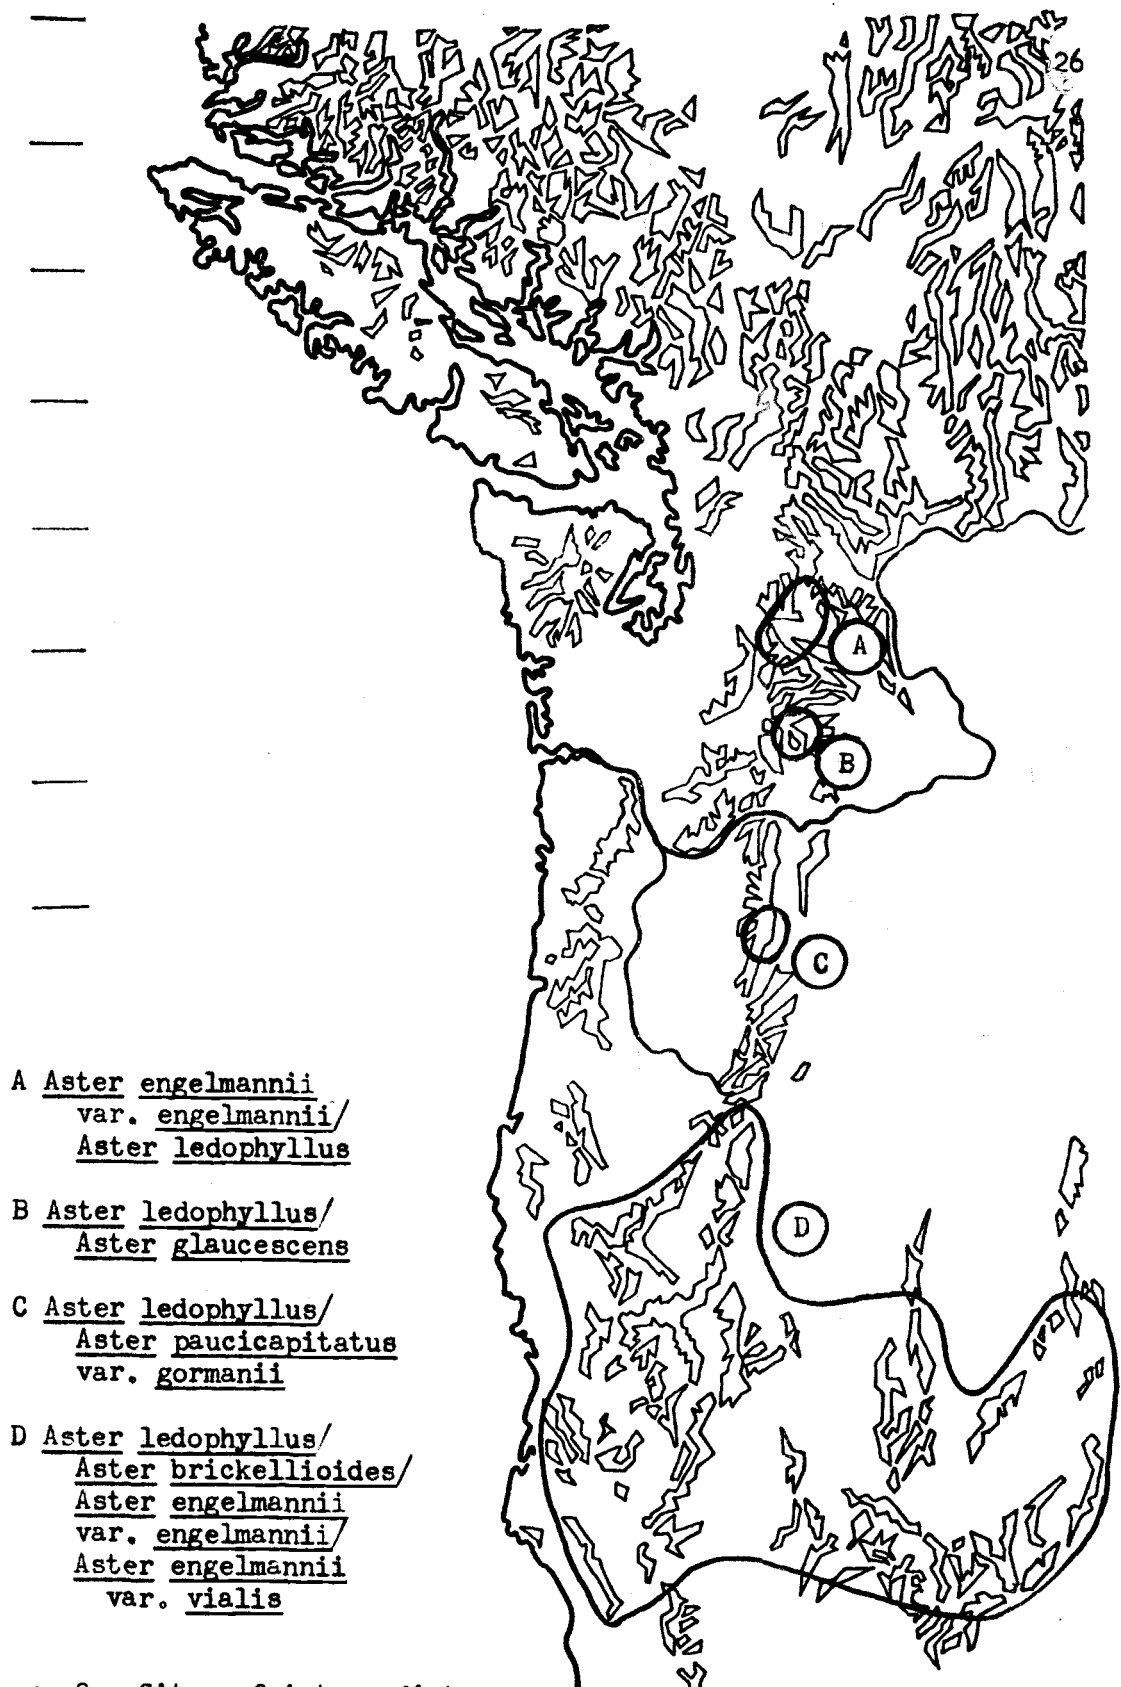 26
A
B
C
D
A Aster engelmannii
var. engelmannii/
Aster ledophyllus
B Aster ledophyllus/
Aster glaucescens
C Aster ledophyllus/
Aster paucicapitatus
var. gormanii
D Aster ledophyllus/
Aster brickellioides/
Aster engelmannii
var. engelmannii/
Aster engelmannii
var. vialis